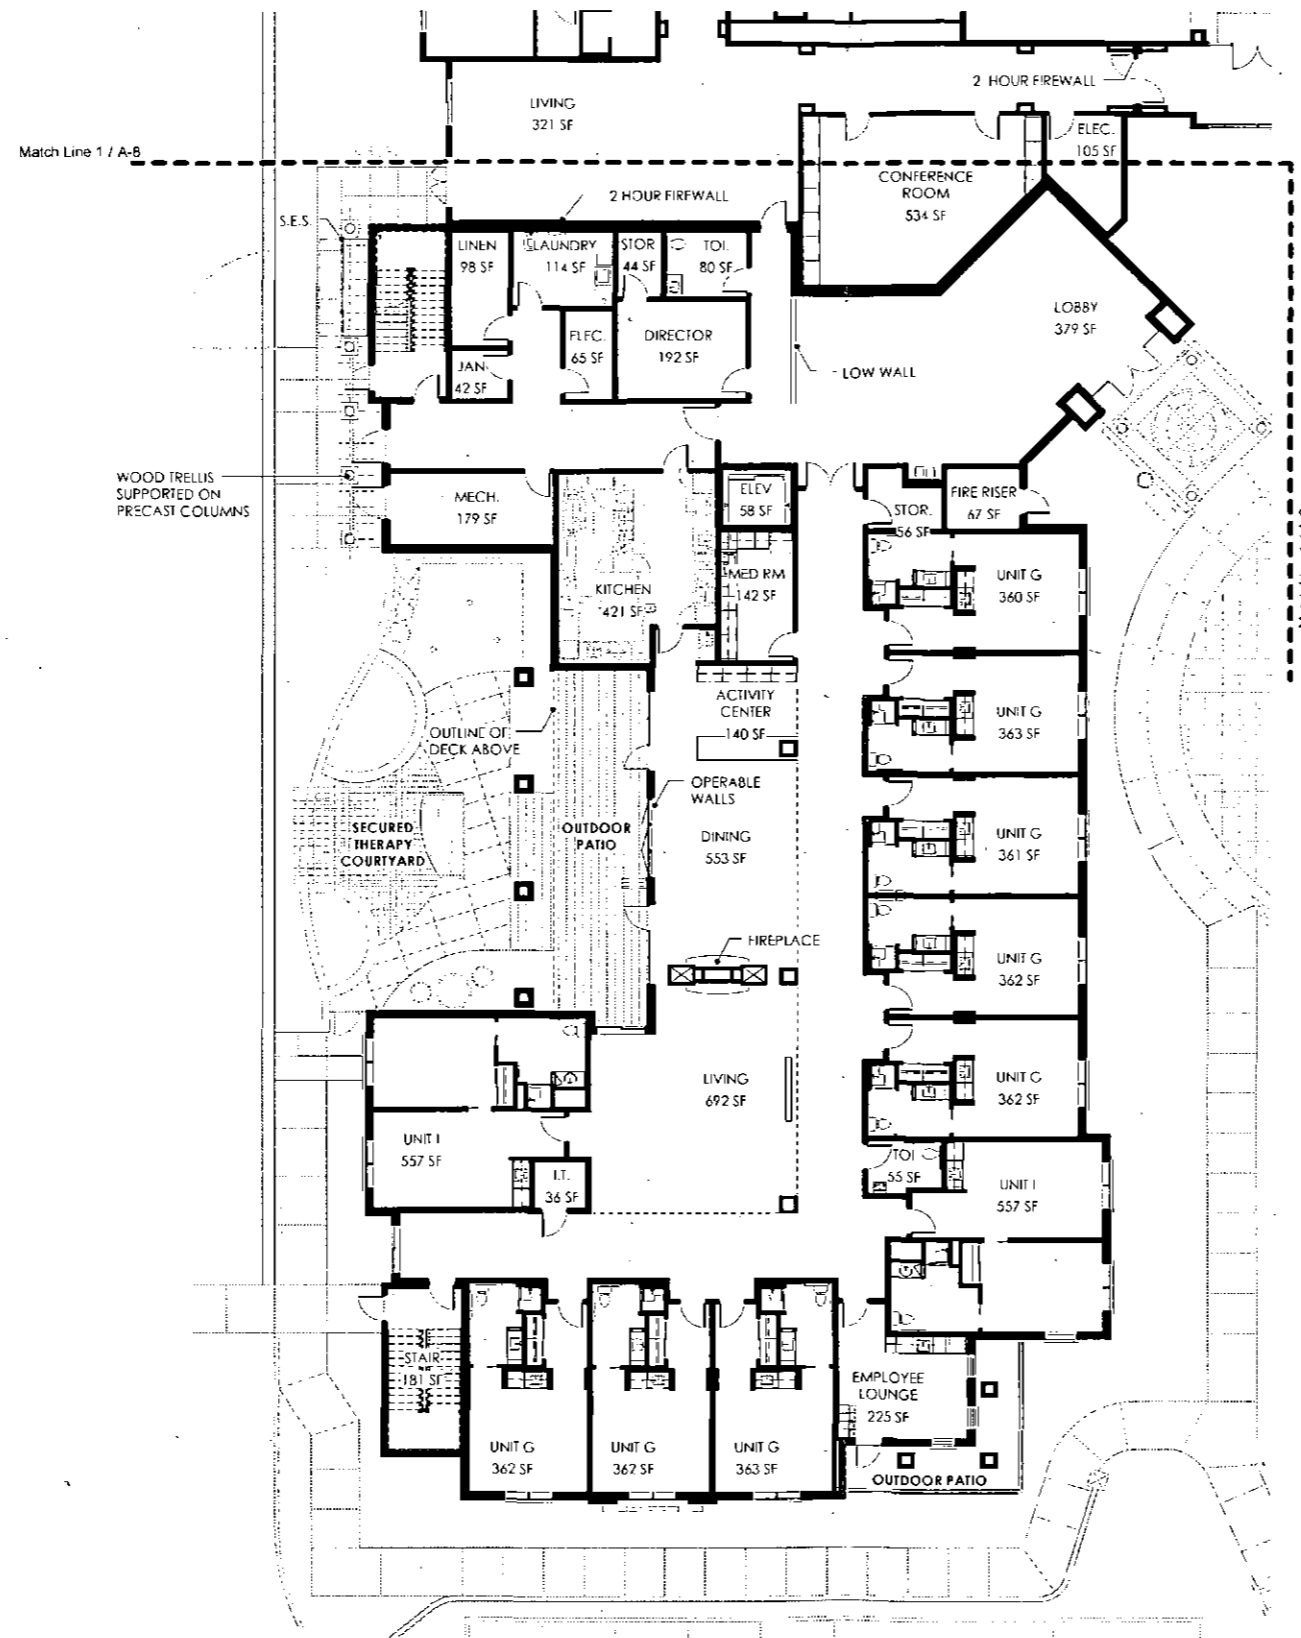 2 HOUR FIREWALL
LIVING
321 SF
ELEC.
105 SF
Match Line 1 / A-8
CONFERENCE
ROOM
534 SF
2 HOUR FIREWALL
S.E.S.
LINEN
98 SF
LAUNDRY
114 SF
STOR
44 SF
TOI.
80 SF
LOBBY
379 SF
ELEC.
65 SF
DIRECTOR
192 SF
JAN
42 SF
LOW WALL
WOOD TRELLIS
SUPPORTED ON
PRECAST COLUMNS
MECH.
179 SF
ELEV
58 SF
STOR.
56 SF
FIRE RISER
67 SF
KITCHEN
421 SF
MED RM
142 SF
UNIT G
360 SF
ACTIVITY
CENTER
140 SF
UNIT G
363 SF
OUTLINE OF
DECK ABOVE
OPERABLE
WALLS
SECURED
THERAPY
COURTYARD
OUTDOOR
PATIO
DINING
553 SF
UNIT G
361 SF
FIREPLACE
UNIT G
362 SF
LIVING
692 SF
UNIT G
362 SF
UNIT I
557 SF
I.T.
36 SF
TOI
55 SF
UNIT I
557 SF
STAIR
181 SF
EMPLOYEE
LOUNGE
225 SF
UNIT G
362 SF
UNIT G
362 SF
UNIT G
363 SF
OUTDOOR PATIO